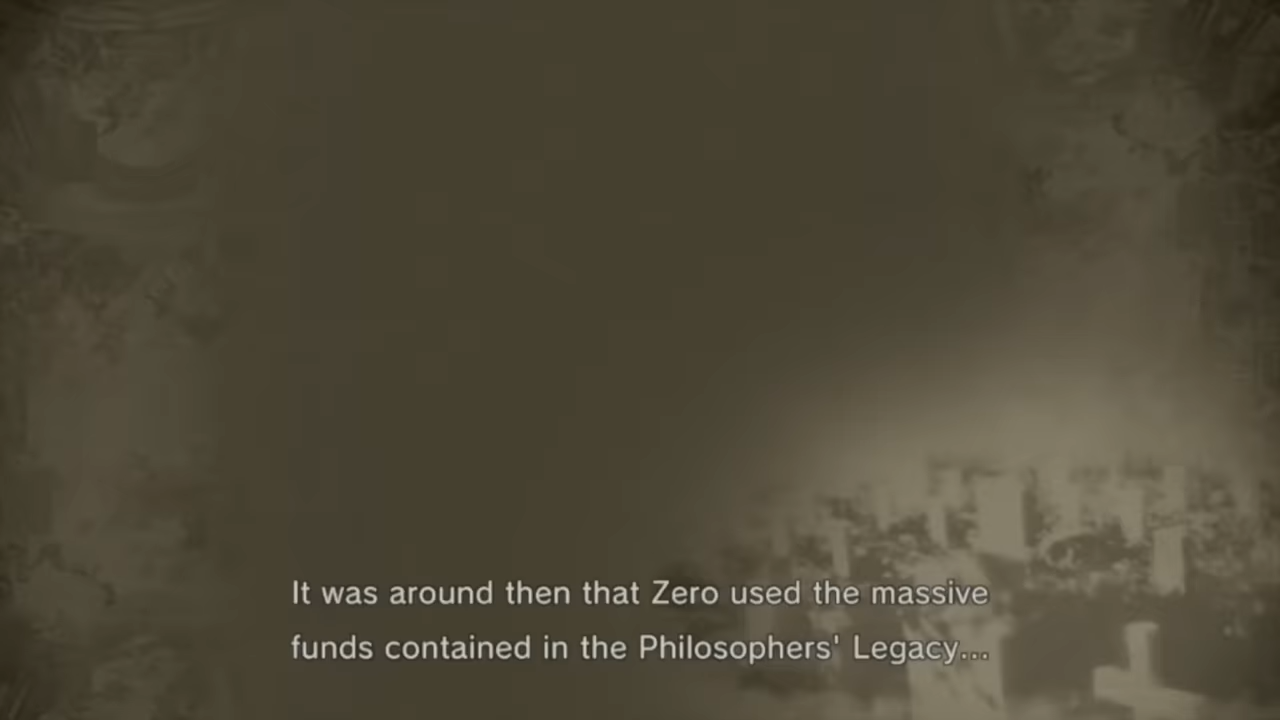 It was around then that Zero used the massive
funds contained in the Philosophers' Legacy...